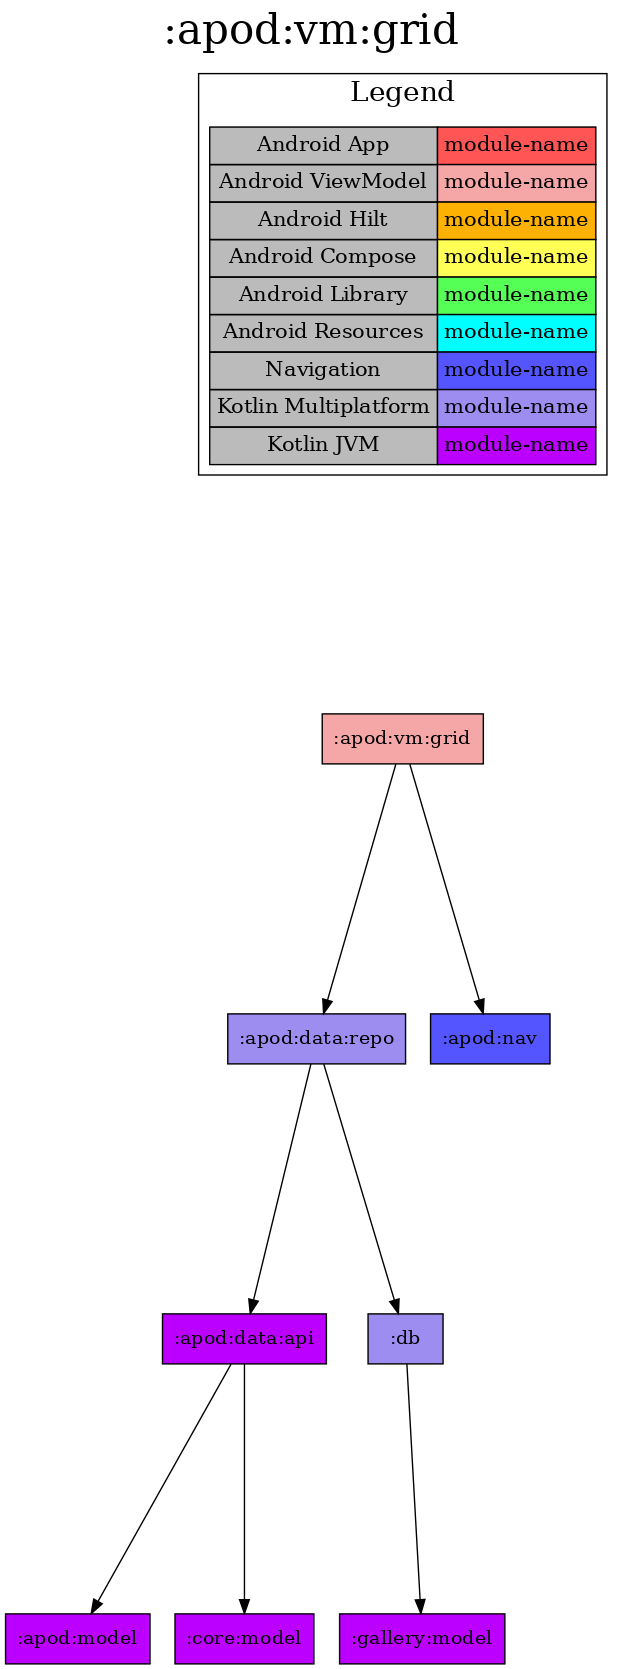 :apod:vm:grid
Legend
Android App module-name
Android ViewModel module-name
Android Hilt module-name
Android Compose module-name
Android Library module-name
Android Resources module-name
Navigation module-name
Kotlin Multiplatform module-name
Kotlin JVM module-name
:apod:vm:grid
:apod:data:repo :apod:nav
:apod:data:api :db
:apod:model :core:model :gallery:model